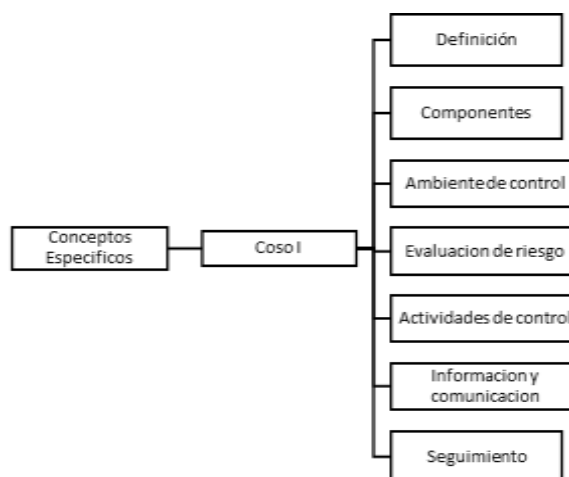 Definición
Componentes
Ambiente de control
Conceptos
Especificos
Coso I
Evaluacion de riesgo
Actividades de control
Informacion y
comunicacion
Seguimiento